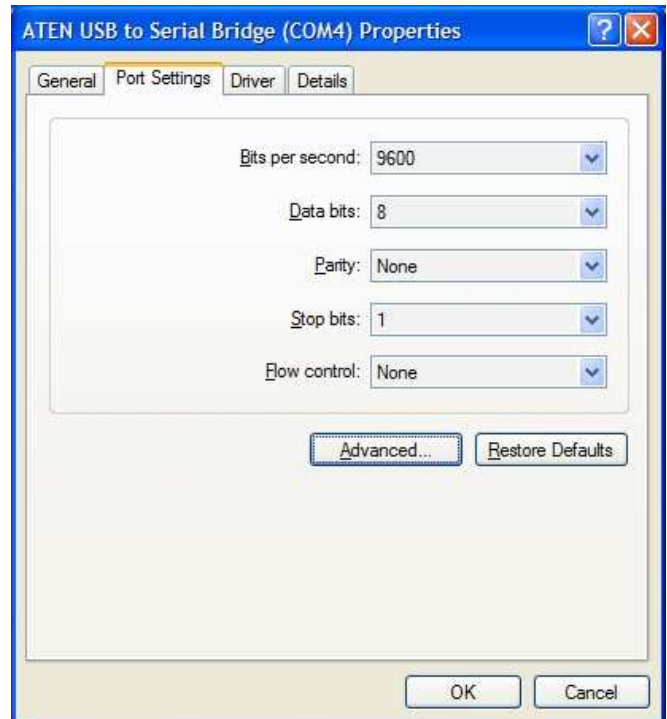 ATEN USB to Serial Bridge (COM4) Properties
?
General Port Settings Driver Details
Bits per second: 9600
Data bits: 8
Parity: None
Stop bits: 1
Flow control: None
Advanced... Restore Defaults
OK Cancel